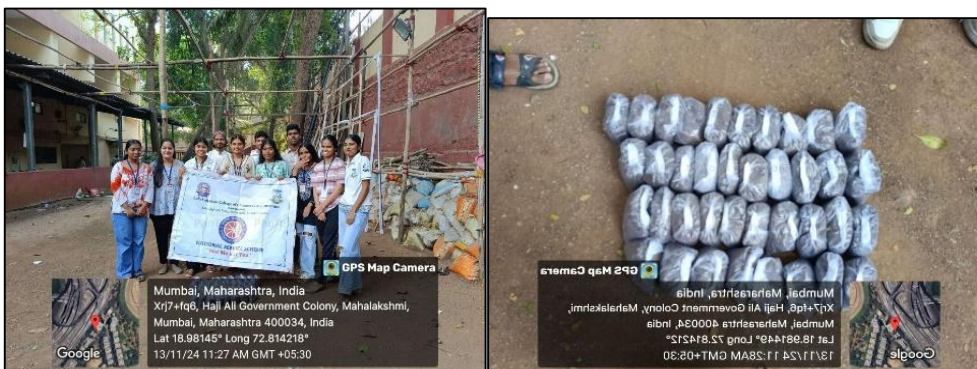 GPS Map Camera
Mumbai, Maharashtra, India
Xrj7+fq6, Haji Ali Government Colony, Mahalakshmi,
Mumbai, Maharashtra 400034, India
Lat 18.98145° Long 72.814218°
13/11/24 11:27 AM GMT +05:30
Google
GPS Map Camera
Mumbai, Maharashtra, India
Xrj7+fq6, Haji Ali Government Colony, Mahalakshmi,
Mumbai, Maharashtra 400034, India
Lat 18.981449° Long 72.814212°
13/11/24 11:28AM GMT+05:30
Google